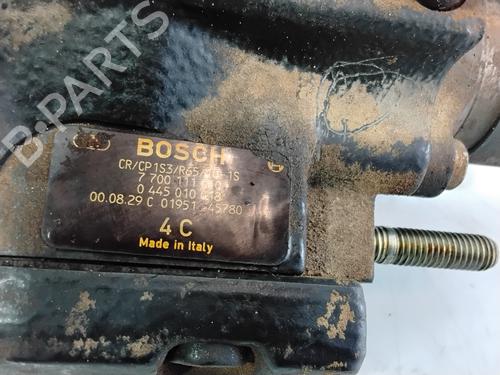 B-PARTS
BOSCH
CR/CP1S3/R65/10-1S
7 700 111
0 445 010
00.08.29 C 01951 45780
4 C
Made in Italy